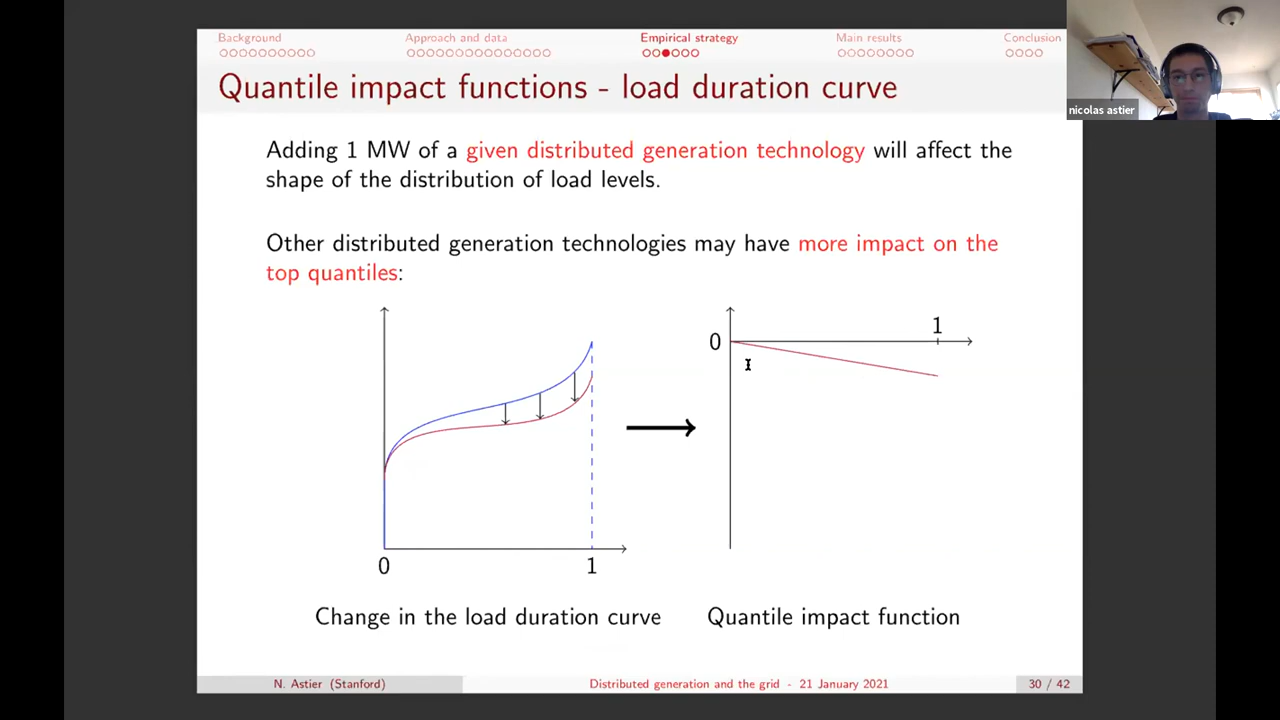 Background
Approach and data
Empirical strategy
Main results
Conclusion
Quantile impact functions - load duration curve
nicolas astier
Adding 1 MW of a given distributed generation technology will affect the
shape of the distribution of load levels.
Other distributed generation technologies may have more impact on the
top quantiles:
0
1
0
1
Change in the load duration curve
Quantile impact function
N. Astier (Stanford)
Distributed generation and the grid - 21 January 2021
30 / 42